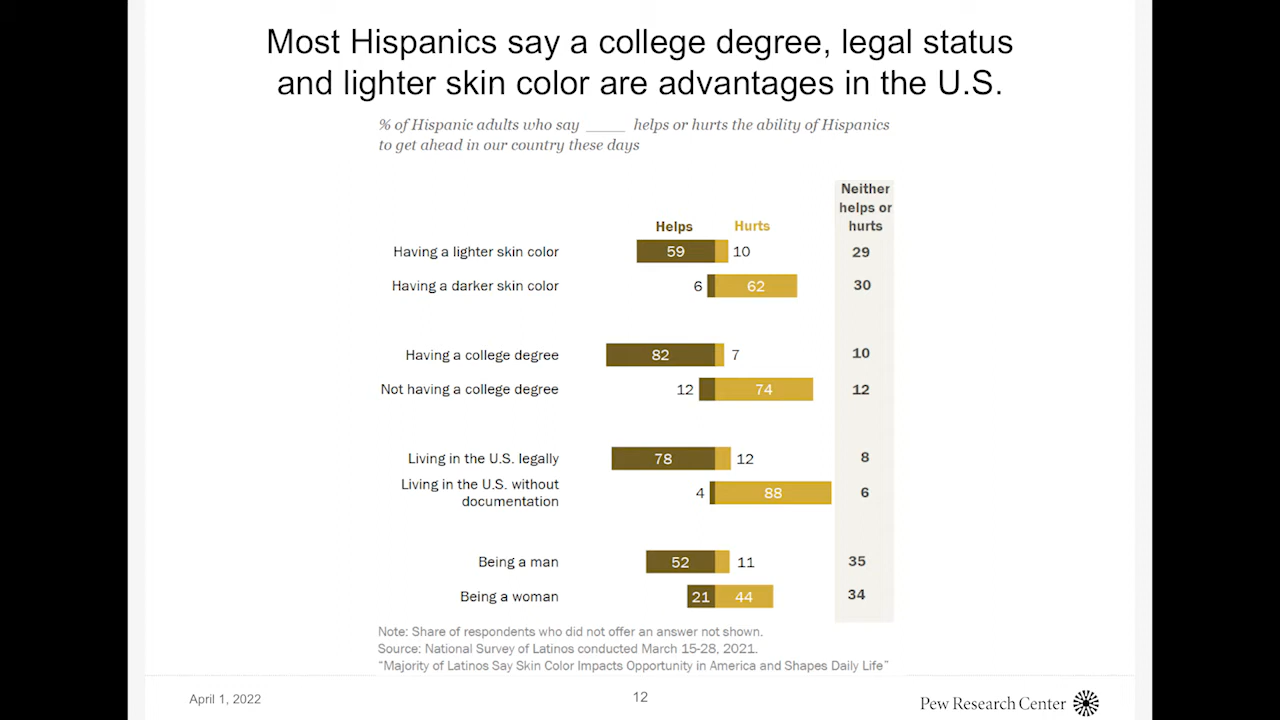 Most Hispanics say a college degree, legal status
and lighter skin color are advantages in the U.S.
% of Hispanic adults who say _____ helps or hurts the ability of Hispanics
to get ahead in our country these days
Neither
helps or
hurts
Helps Hurts
Having a lighter skin color 59 10 29
Having a darker skin color 6 62 30
Having a college degree 82 7 10
Not having a college degree 12 74 12
Living in the U.S. legally 78 12 8
Living in the U.S. without
documentation 4 88 6
Being a man 52 11 35
Being a woman 21 44 34
Note: Share of respondents who did not offer an answer not shown.
Source: National Survey of Latinos conducted March 15-28, 2021.
“Majority of Latinos Say Skin Color Impacts Opportunity in America and Shapes Daily Life”
April 1, 2022 12 Pew Research Center